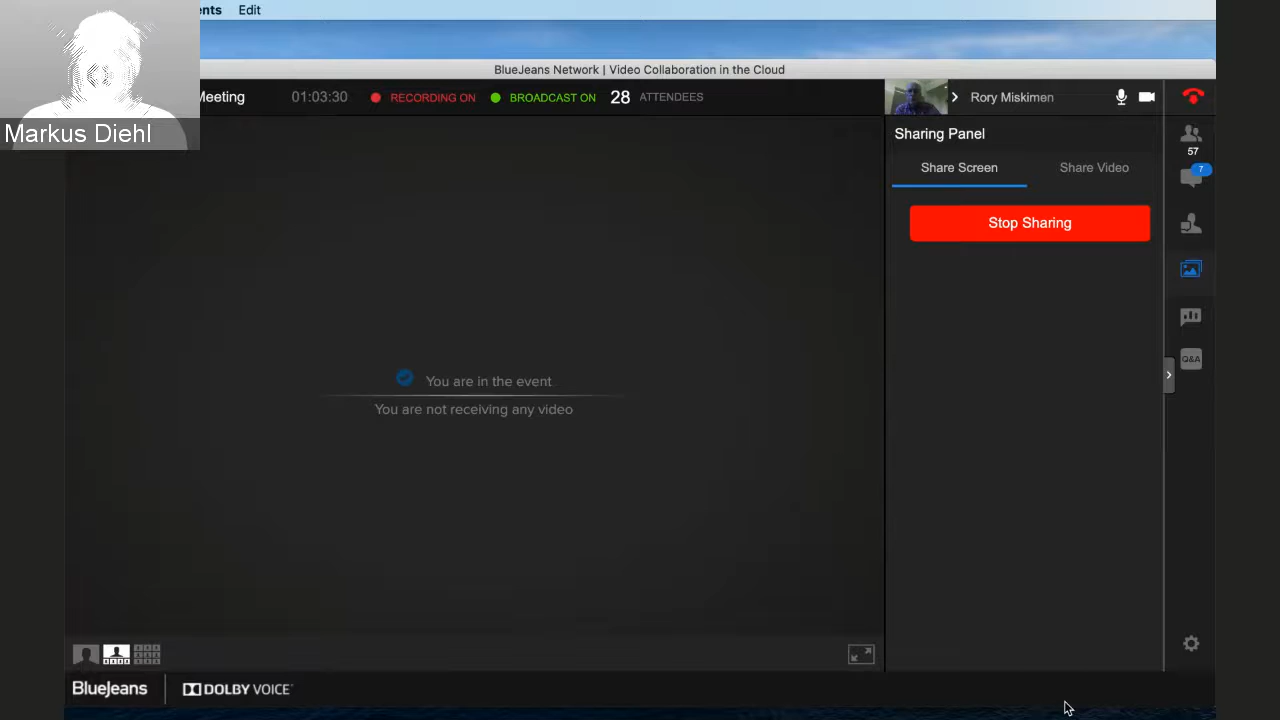 ents Edit
BlueJeans Network | Video Collaboration in the Cloud
Markus Diehl
Meeting 01:03:30 RECORDING ON BROADCAST ON 28 ATTENDEES
Rory Miskimen
Sharing Panel
57
Share Screen Share Video
7
Stop Sharing
Q&A
You are in the event
You are not receiving any video
BlueJeans DOLBY VOICE